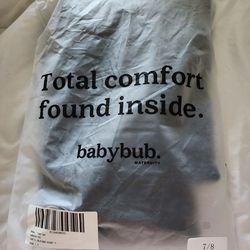 Total comfort
found inside.
babybub.
MATERNITY
7/8